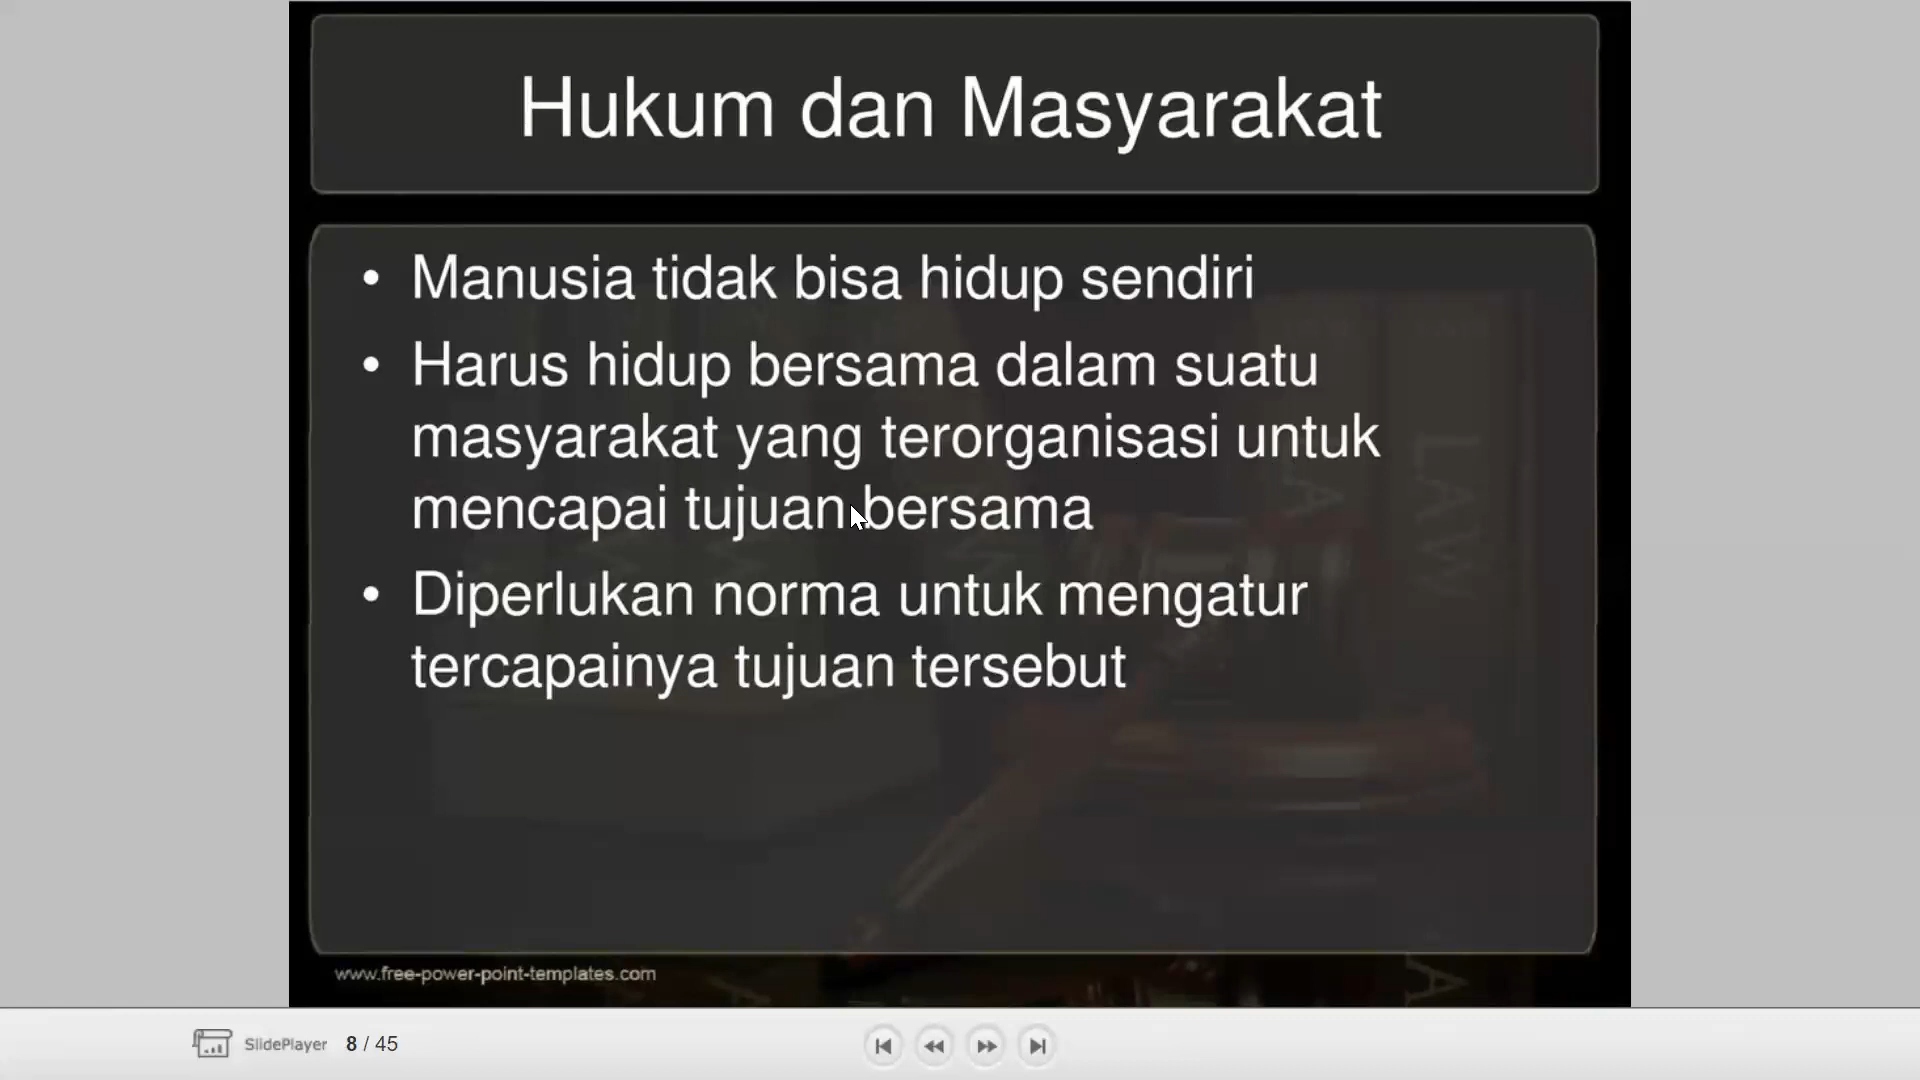 Hukum dan Masyarakat
• Manusia tidak bisa hidup sendiri
• Harus hidup bersama dalam suatu
masyarakat yang terorganisasi untuk
mencapai tujuan bersama
• Diperlukan norma untuk mengatur
tercapainya tujuan tersebut
LAW
www.free-power-point-templates.com
SlidePlayer 8 / 45